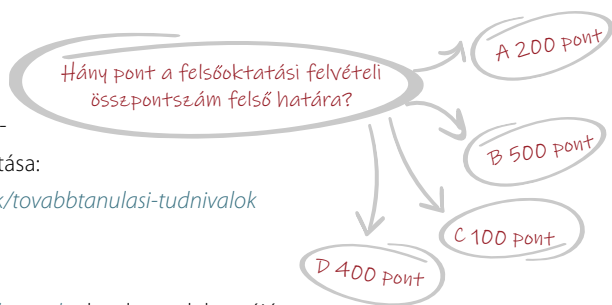 Hány pont a felsőoktatási felvételi
összpontszám felső határa?
A 200 pont
B 500 pont
C 100 pont
D 400 pont
-
tása:
k/tovabbtanulasi-tudnivalok